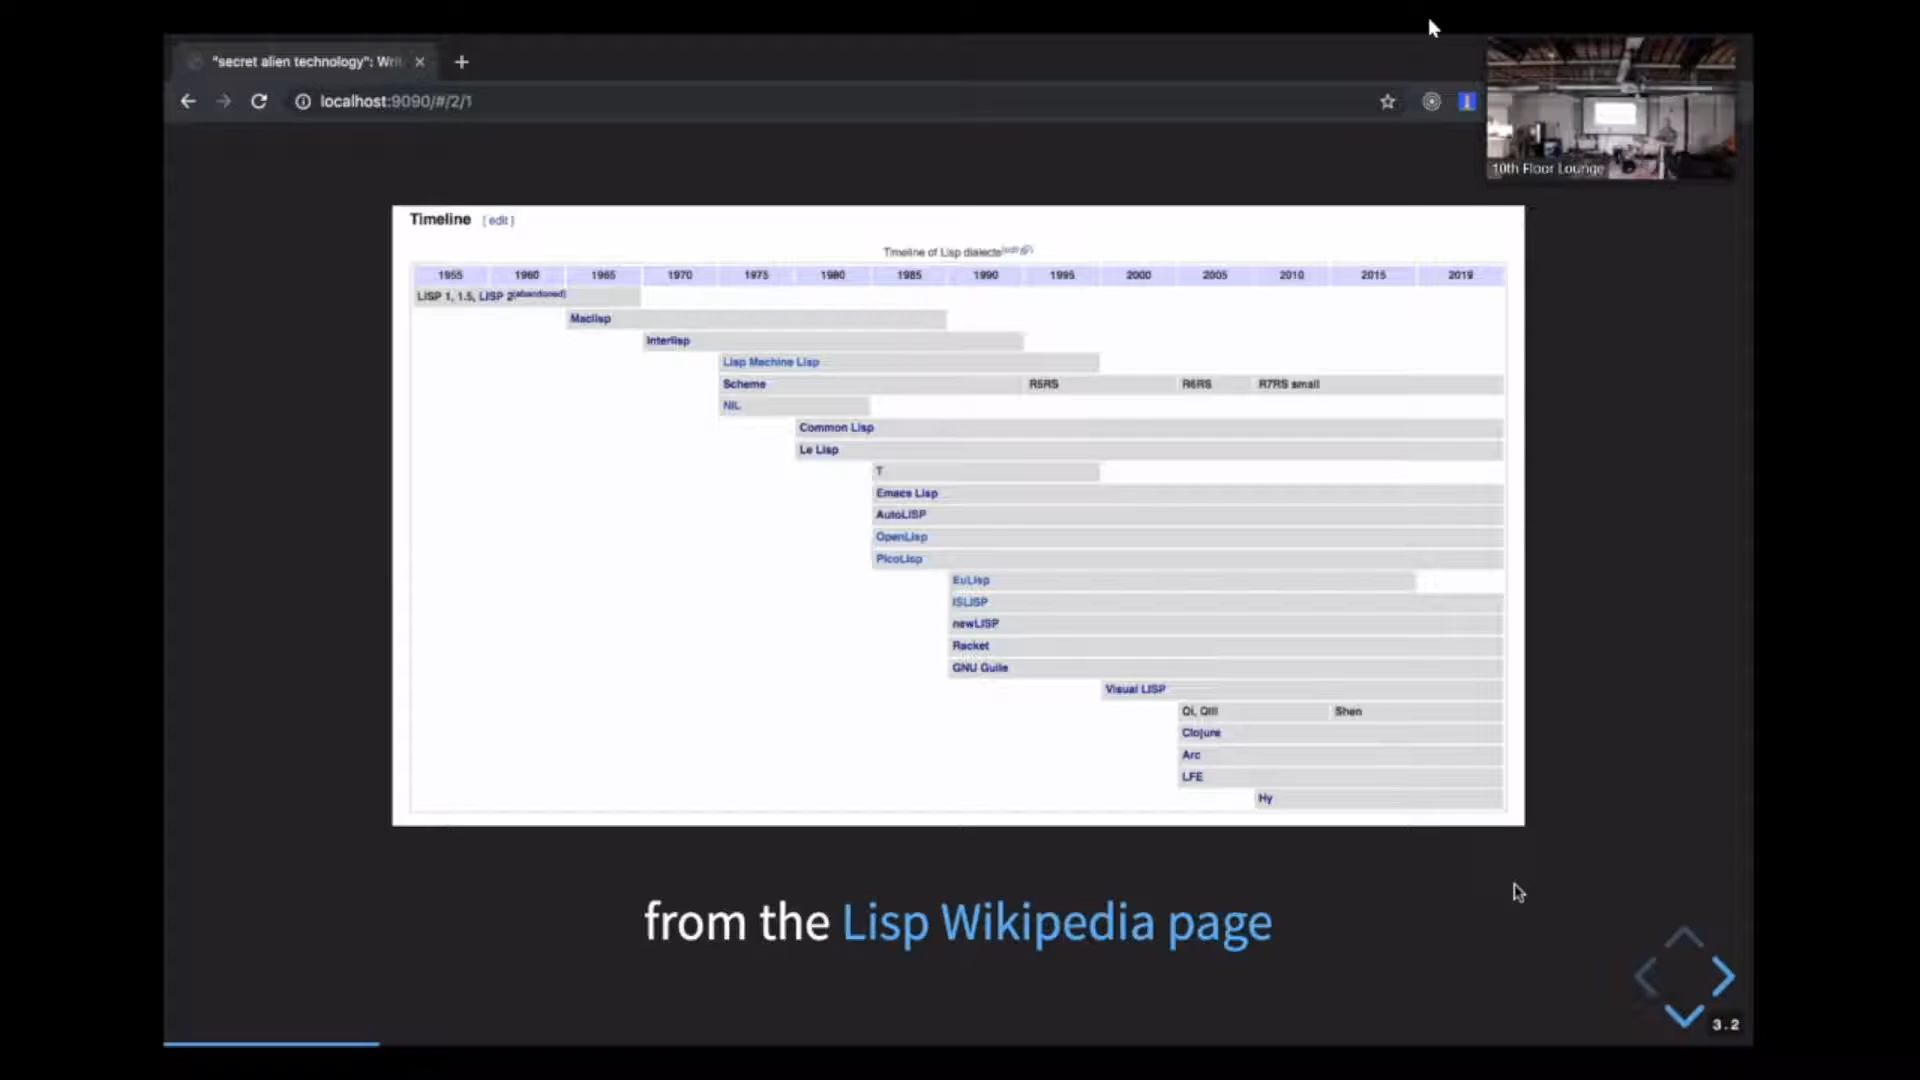 "secret alien technology": Writ
localhost:9090/#/2/1
10th Floor Lounge
Timeline [ edit ]
Timeline of Lisp dialects(edit)
1955 1960 1965 1970 1975 1980 1985 1990 1995 2000 2005 2010 2015 2019
LISP 1, 1.5, LISP 2(abandoned)
Maclisp
Interlisp
Lisp Machine Lisp
Scheme R5RS R6RS R7RS small
NIL
Common Lisp
Le Lisp
T
Emacs Lisp
AutoLISP
OpenLisp
PicoLisp
EuLisp
ISLISP
newLISP
Racket
GNU Guile
Visual LISP
Qi, QIII Shen
Clojure
Arc
LFE
Hy
from the Lisp Wikipedia page
3.2